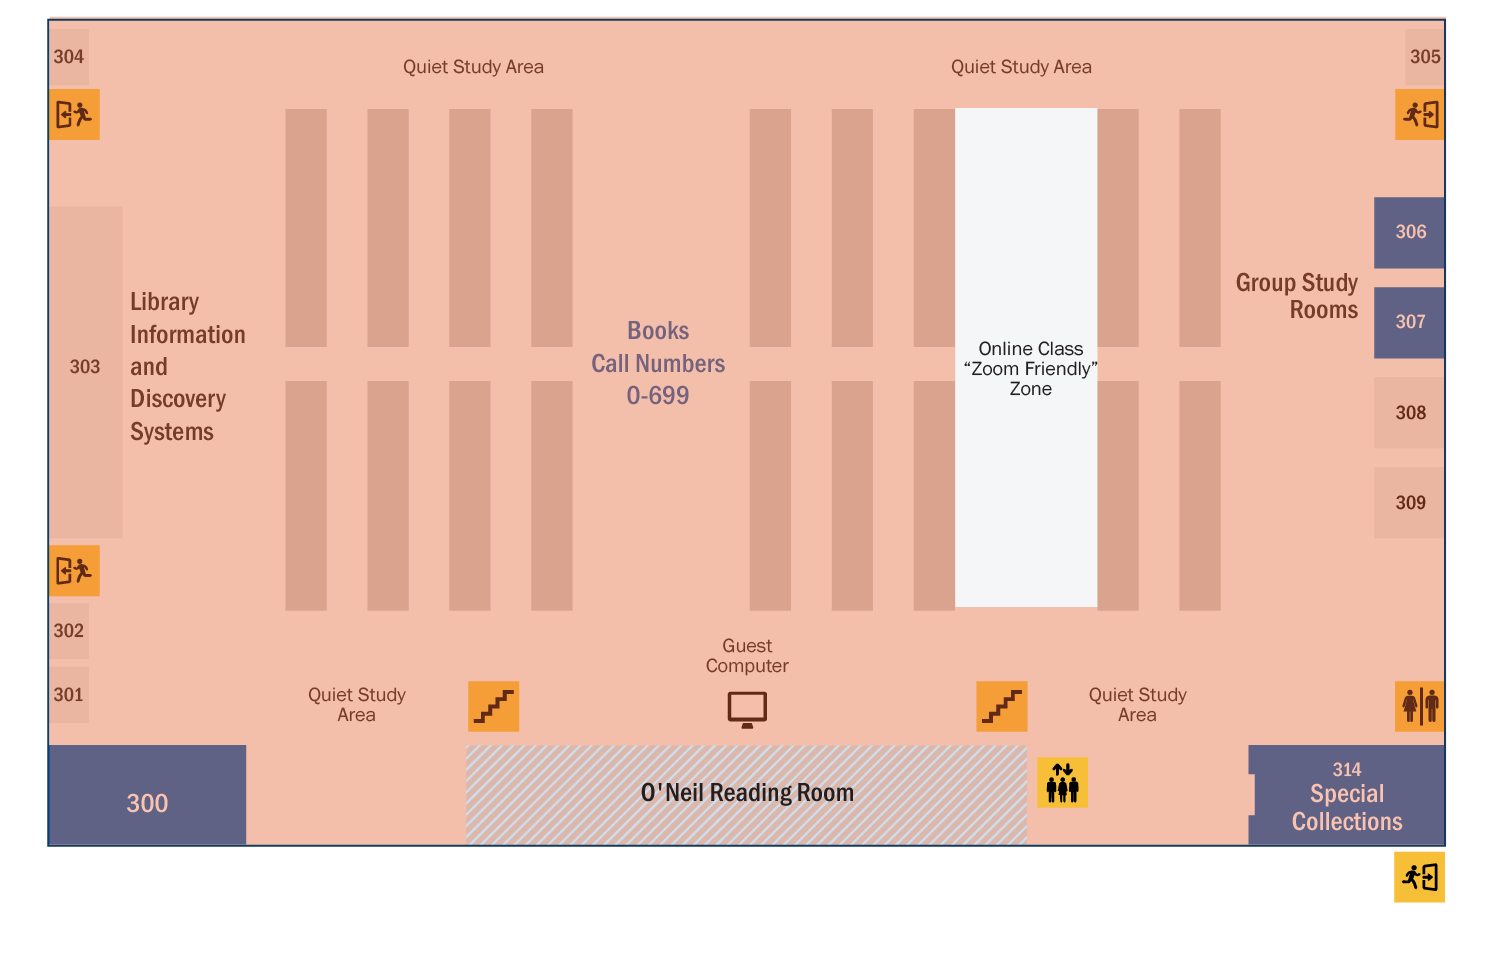 304
Quiet Study Area
Quiet Study Area
305
306
Group Study
Rooms
307
Library
Information
and
Discovery
Systems
303
Books
Call Numbers
0-699
Online Class
“Zoom Friendly”
Zone
308
309
302
301
Guest
Computer
Quiet Study
Area
Quiet Study
Area
300
O'Neil Reading Room
314
Special
Collections